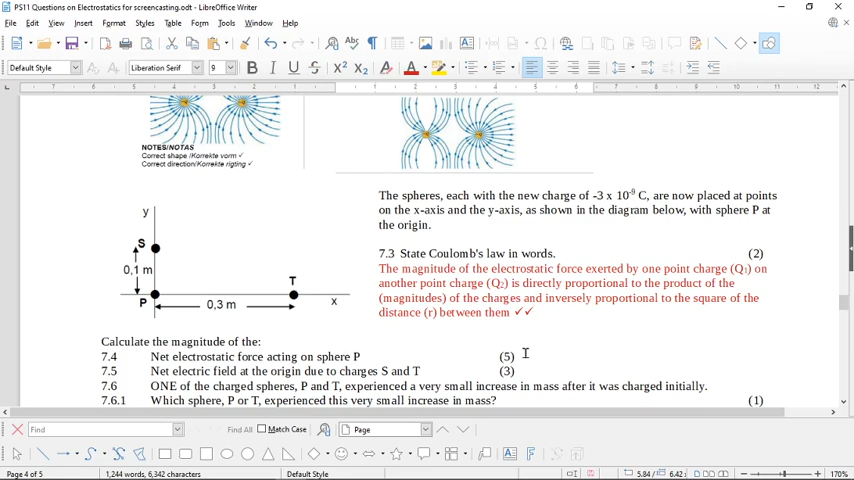 PS11 Questions on Electrostatics for screencasting.odt - LibreOffice Writer
File Edit View Insert Format Styles Table Form Tools Window Help
Default Style Liberation Serif 9
NOTES/NOTAS
Correct shape /Korrekte vorm ✓
Correct direction/Korrekte rigting ✓
The spheres, each with the new charge of -3 x 10⁻⁹ C, are now placed at points
on the x-axis and the y-axis, as shown in the diagram below, with sphere P at
the origin.
y
S
0,1 m
P
T
0,3 m
x
7.3 State Coulomb's law in words. (2)
The magnitude of the electrostatic force exerted by one point charge (Q₁) on
another point charge (Q₂) is directly proportional to the product of the
(magnitudes) of the charges and inversely proportional to the square of the
distance (r) between them ✓✓
Calculate the magnitude of the:
7.4 Net electrostatic force acting on sphere P (5)
7.5 Net electric field at the origin due to charges S and T (3)
7.6 ONE of the charged spheres, P and T, experienced a very small increase in mass after it was charged initially.
7.6.1 Which sphere, P or T, experienced this very small increase in mass? (1)
Find Find All Match Case Page
Page 4 of 5 1,244 words, 6,342 characters Default Style 5.84 / 6.42 170%